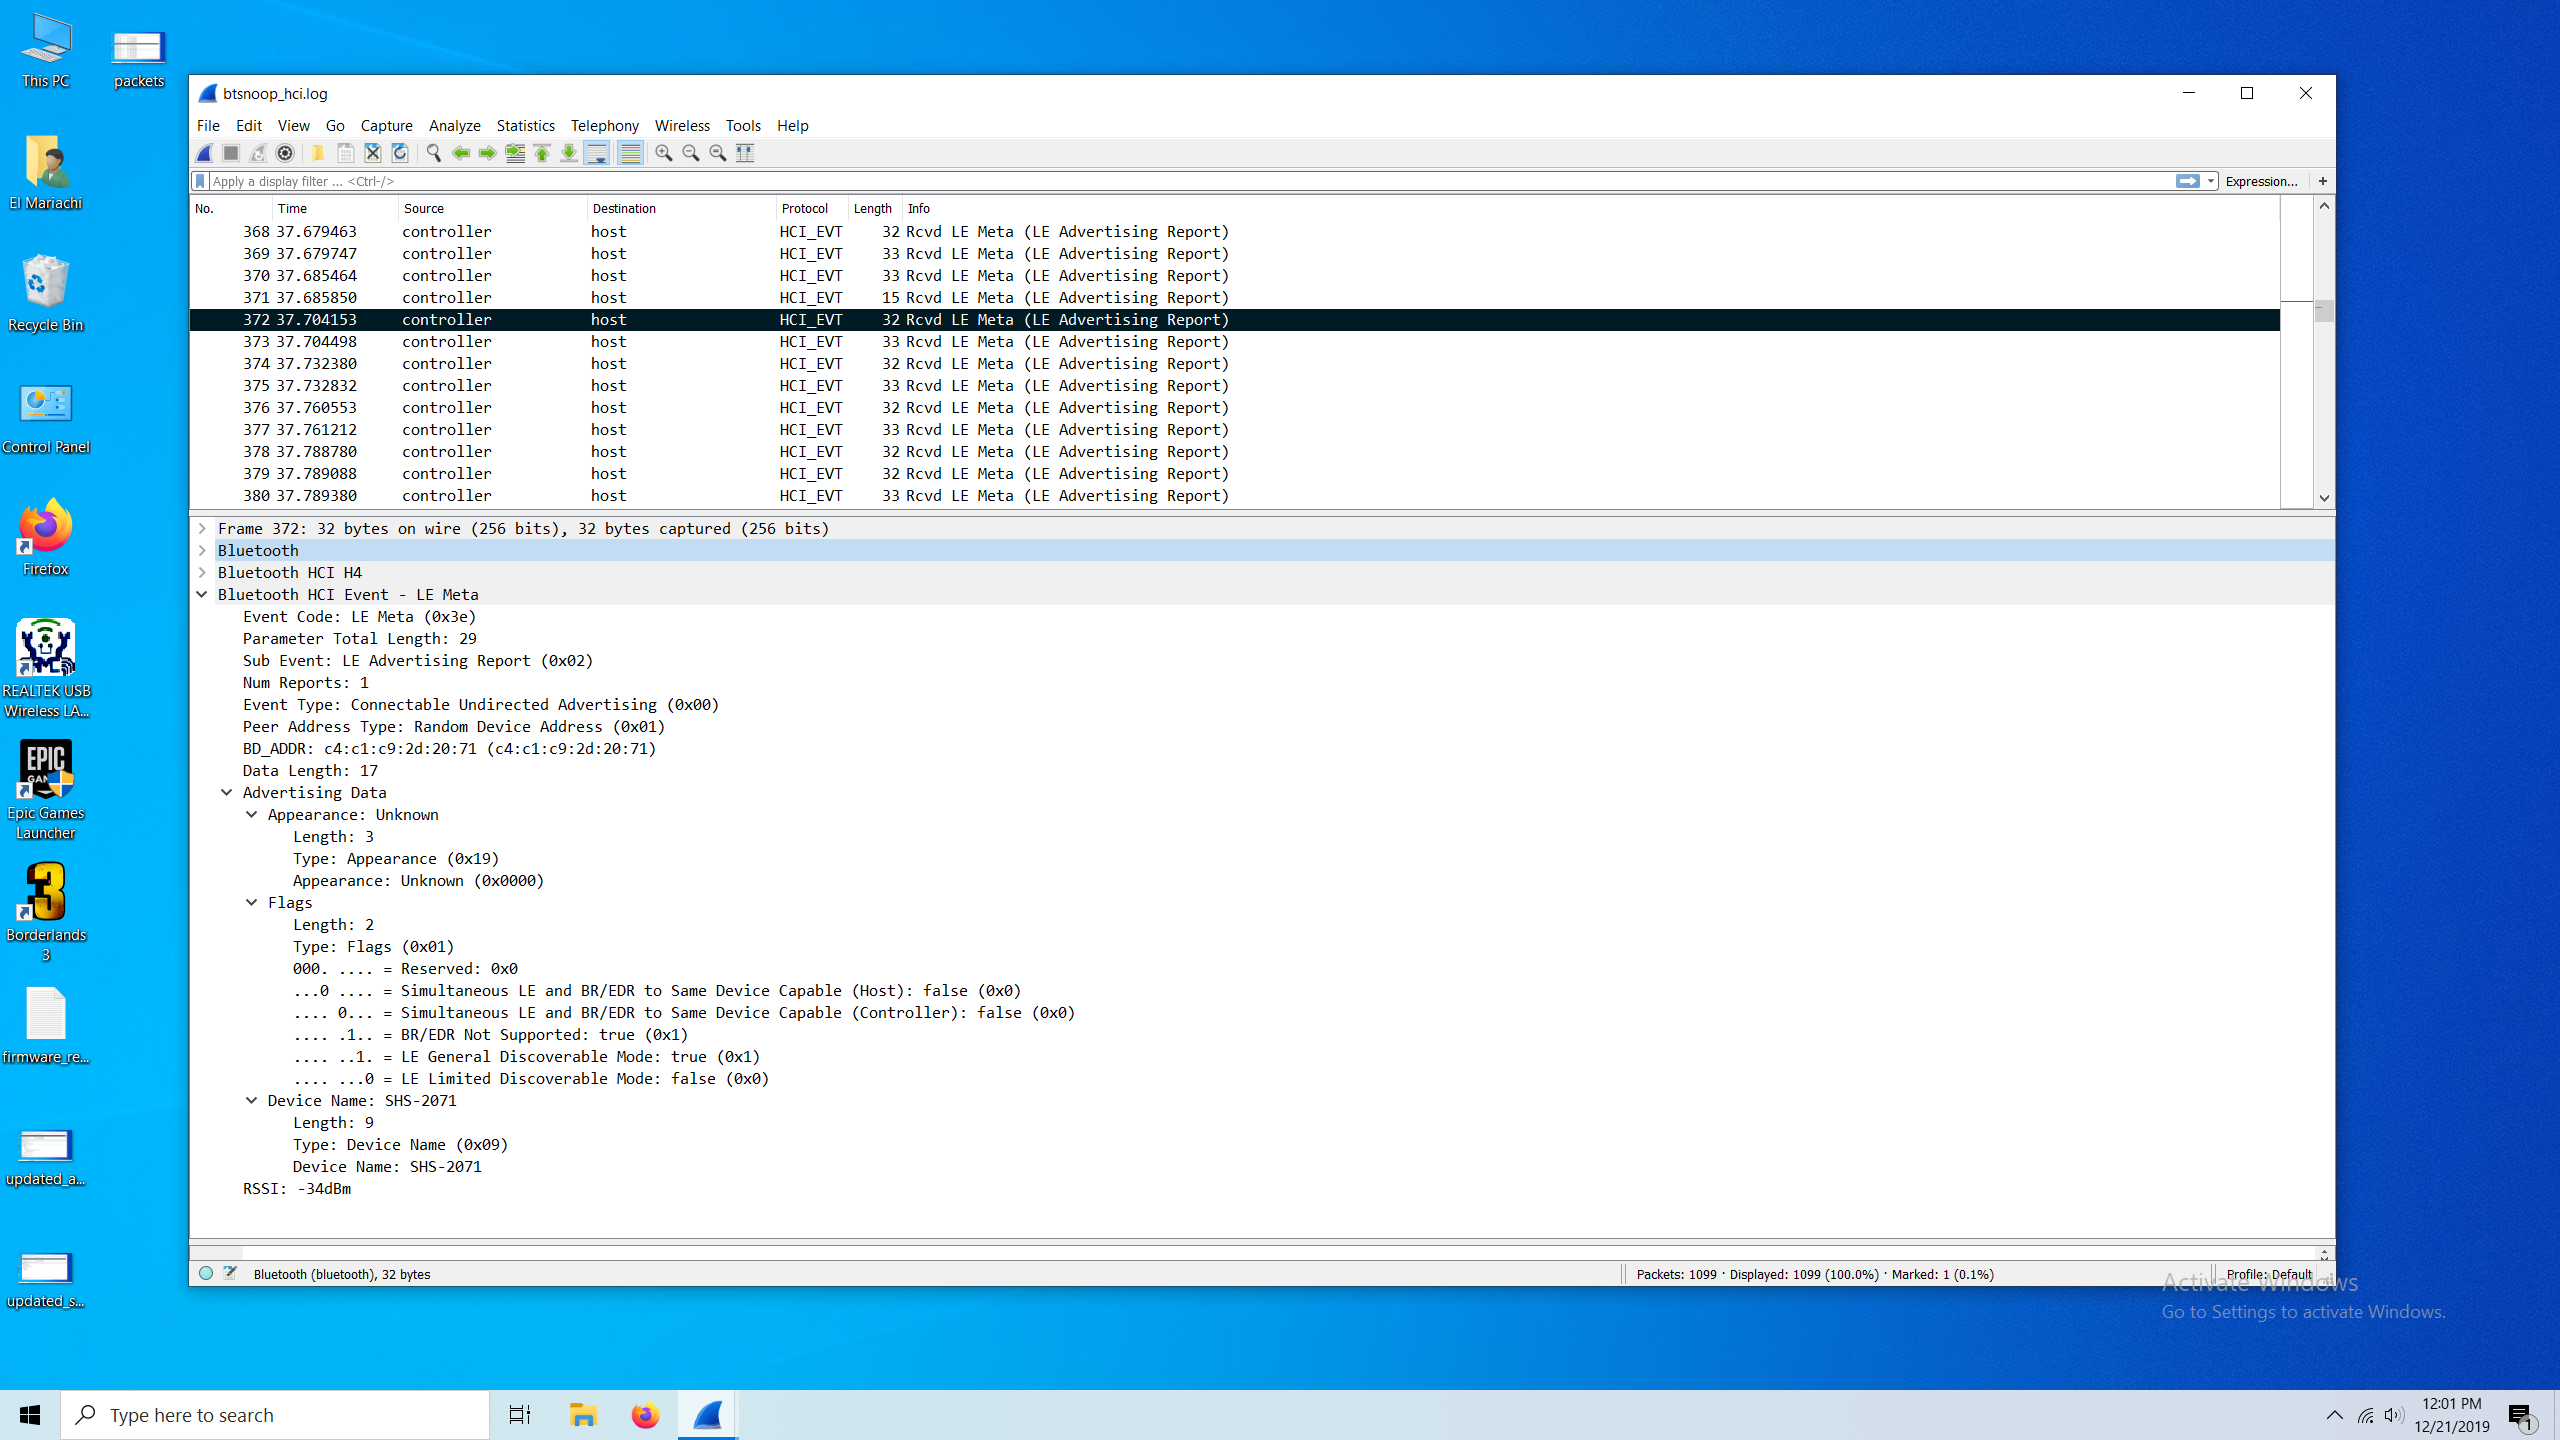 This PC
packets
El Mariachi
Recycle Bin
Control Panel
Firefox
REALTEK USB
Wireless LA...
EPIC
Epic Games
Launcher
3
Borderlands
3
firmware_re...
updated_a...
updated_s...
btsnoop_hci.log
File Edit View Go Capture Analyze Statistics Telephony Wireless Tools Help
Apply a display filter ... <Ctrl-/> Expression... +
No. Time Source Destination Protocol Length Info
368 37.679463 controller host HCI_EVT 32 Rcvd LE Meta (LE Advertising Report)
369 37.679747 controller host HCI_EVT 33 Rcvd LE Meta (LE Advertising Report)
370 37.685464 controller host HCI_EVT 33 Rcvd LE Meta (LE Advertising Report)
371 37.685850 controller host HCI_EVT 15 Rcvd LE Meta (LE Advertising Report)
372 37.704153 controller host HCI_EVT 32 Rcvd LE Meta (LE Advertising Report)
373 37.704498 controller host HCI_EVT 33 Rcvd LE Meta (LE Advertising Report)
374 37.732380 controller host HCI_EVT 32 Rcvd LE Meta (LE Advertising Report)
375 37.732832 controller host HCI_EVT 33 Rcvd LE Meta (LE Advertising Report)
376 37.760553 controller host HCI_EVT 32 Rcvd LE Meta (LE Advertising Report)
377 37.761212 controller host HCI_EVT 33 Rcvd LE Meta (LE Advertising Report)
378 37.788780 controller host HCI_EVT 32 Rcvd LE Meta (LE Advertising Report)
379 37.789088 controller host HCI_EVT 32 Rcvd LE Meta (LE Advertising Report)
380 37.789380 controller host HCI_EVT 33 Rcvd LE Meta (LE Advertising Report)
Frame 372: 32 bytes on wire (256 bits), 32 bytes captured (256 bits)
Bluetooth
Bluetooth HCI H4
Bluetooth HCI Event - LE Meta
Event Code: LE Meta (0x3e)
Parameter Total Length: 29
Sub Event: LE Advertising Report (0x02)
Num Reports: 1
Event Type: Connectable Undirected Advertising (0x00)
Peer Address Type: Random Device Address (0x01)
BD_ADDR: c4:c1:c9:2d:20:71 (c4:c1:c9:2d:20:71)
Data Length: 17
Advertising Data
Appearance: Unknown
Length: 3
Type: Appearance (0x19)
Appearance: Unknown (0x0000)
Flags
Length: 2
Type: Flags (0x01)
000. .... = Reserved: 0x0
...0 .... = Simultaneous LE and BR/EDR to Same Device Capable (Host): false (0x0)
.... 0... = Simultaneous LE and BR/EDR to Same Device Capable (Controller): false (0x0)
.... .1.. = BR/EDR Not Supported: true (0x1)
.... ..1. = LE General Discoverable Mode: true (0x1)
.... ...0 = LE Limited Discoverable Mode: false (0x0)
Device Name: SHS-2071
Length: 9
Type: Device Name (0x09)
Device Name: SHS-2071
RSSI: -34dBm
Bluetooth (bluetooth), 32 bytes Packets: 1099 · Displayed: 1099 (100.0%) · Marked: 1 (0.1%) Profile: Default
Activate Windows
Go to Settings to activate Windows.
Type here to search
12:01 PM
12/21/2019
1